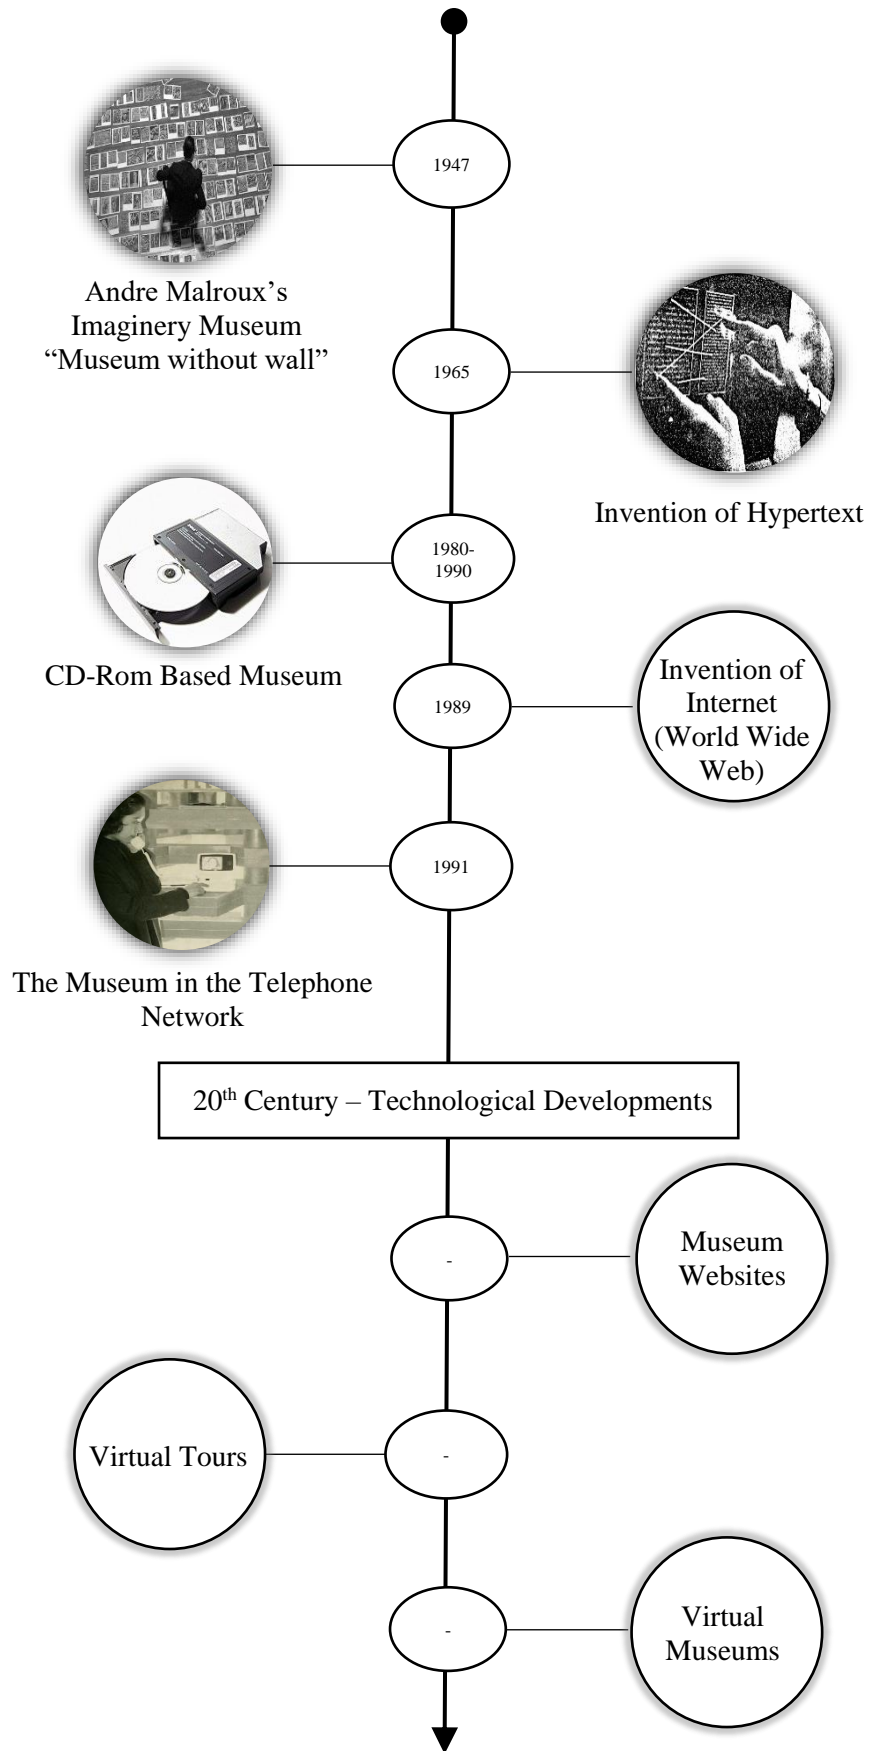 1947
Andre Malroux’s
Imaginery Museum
“Museum without wall”
1965
Invention of Hypertext
1980-
1990
CD-Rom Based Museum
1989
Invention of
Internet
(World Wide
Web)
1991
The Museum in the Telephone
Network
20th Century – Technological Developments
-
Museum
Websites
-
Virtual Tours
-
Virtual
Museums